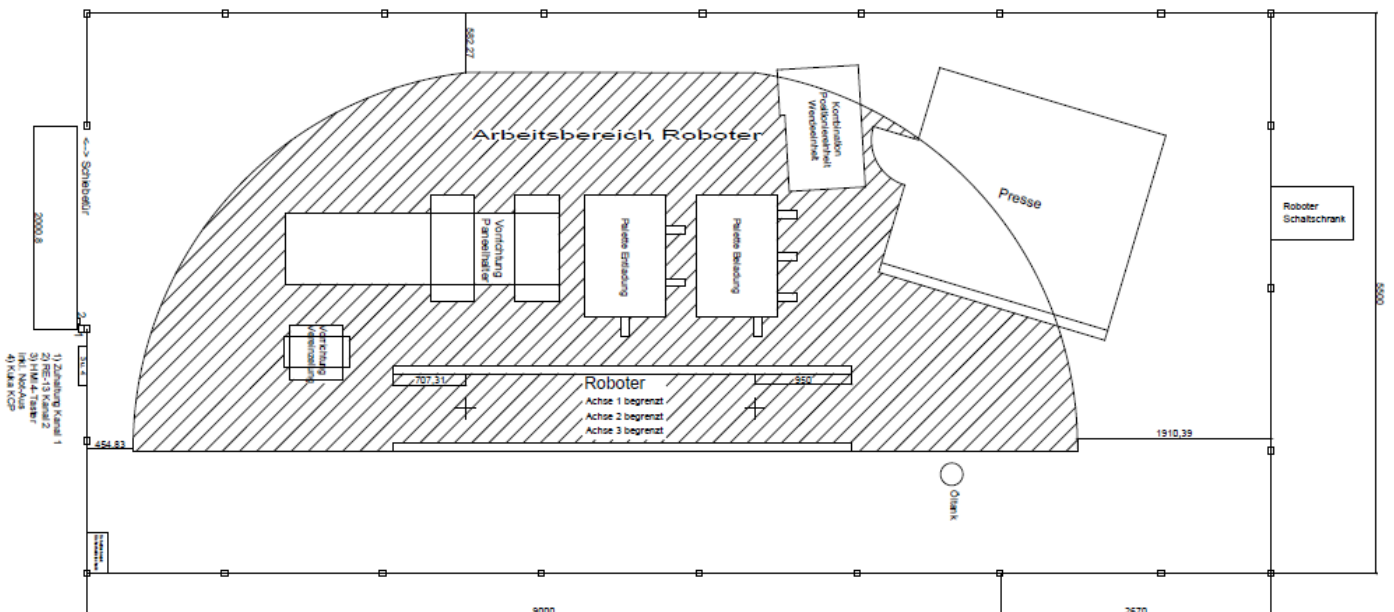 582,27
Arbeitsbereich Roboter
Kombination
Positioniereinheit
Wendeeinheit
Presse
Roboter
Schaltschrank
<--> Schiebetür
2000,8
5500
Vorrichtung
Paneelhalter
Palette Entladung
Palette Beladung
Vorrichtung
Vereinzelung
2
1
1) Zuhaltung Kanal 1
2) RE-13 Kanal 2
3) HMI 4- Taster
inkl. Not-Aus
4) Kuka KCP
707,31
950
Roboter
Achse 1 begrenzt
Achse 2 begrenzt
Achse 3 begrenzt
454,83
1910,39
Öltank
9000
2670